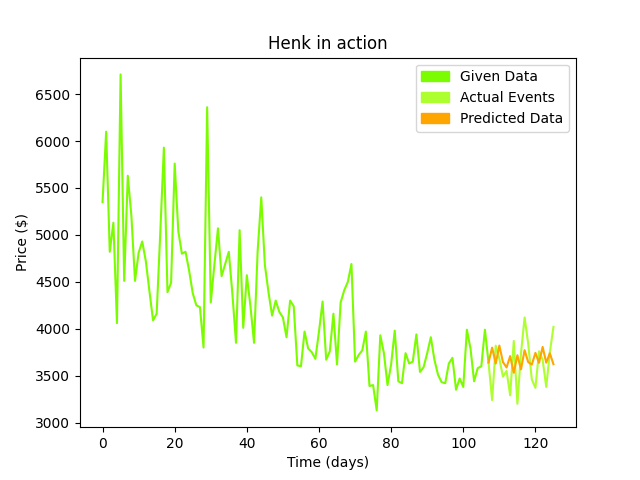 Henk in action
Given Data
Actual Events
Predicted Data
Price ($)
6500
6000
5500
5000
4500
4000
3500
3000
0 20 40 60 80 100 120
Time (days)